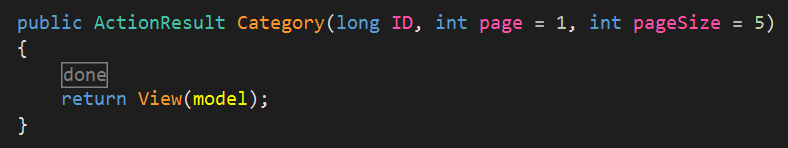 public ActionResult Category(long ID, int page = 1, int pageSize = 5)
{
done
return View(model);
}